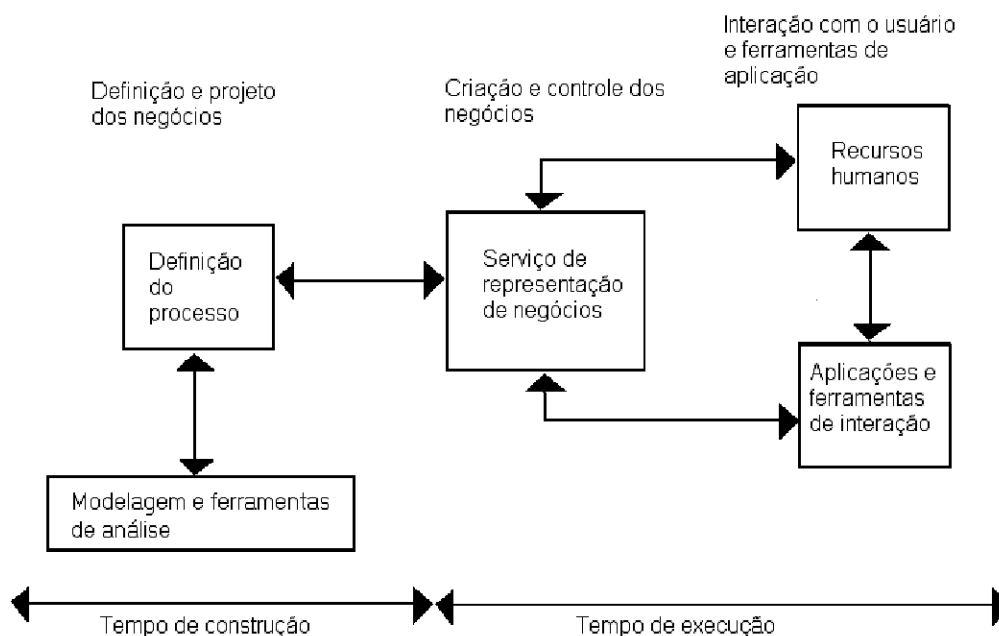 Interação com o usuário
e ferramentas de
aplicação
Definição e projeto
dos negócios
Criação e controle dos
negócios
Recursos
humanos
Definição
do
processo
Serviço de
representação
de negócios
Aplicações e
ferramentas
de interação
Modelagem e ferramentas
de análise
Tempo de construção
Tempo de execução